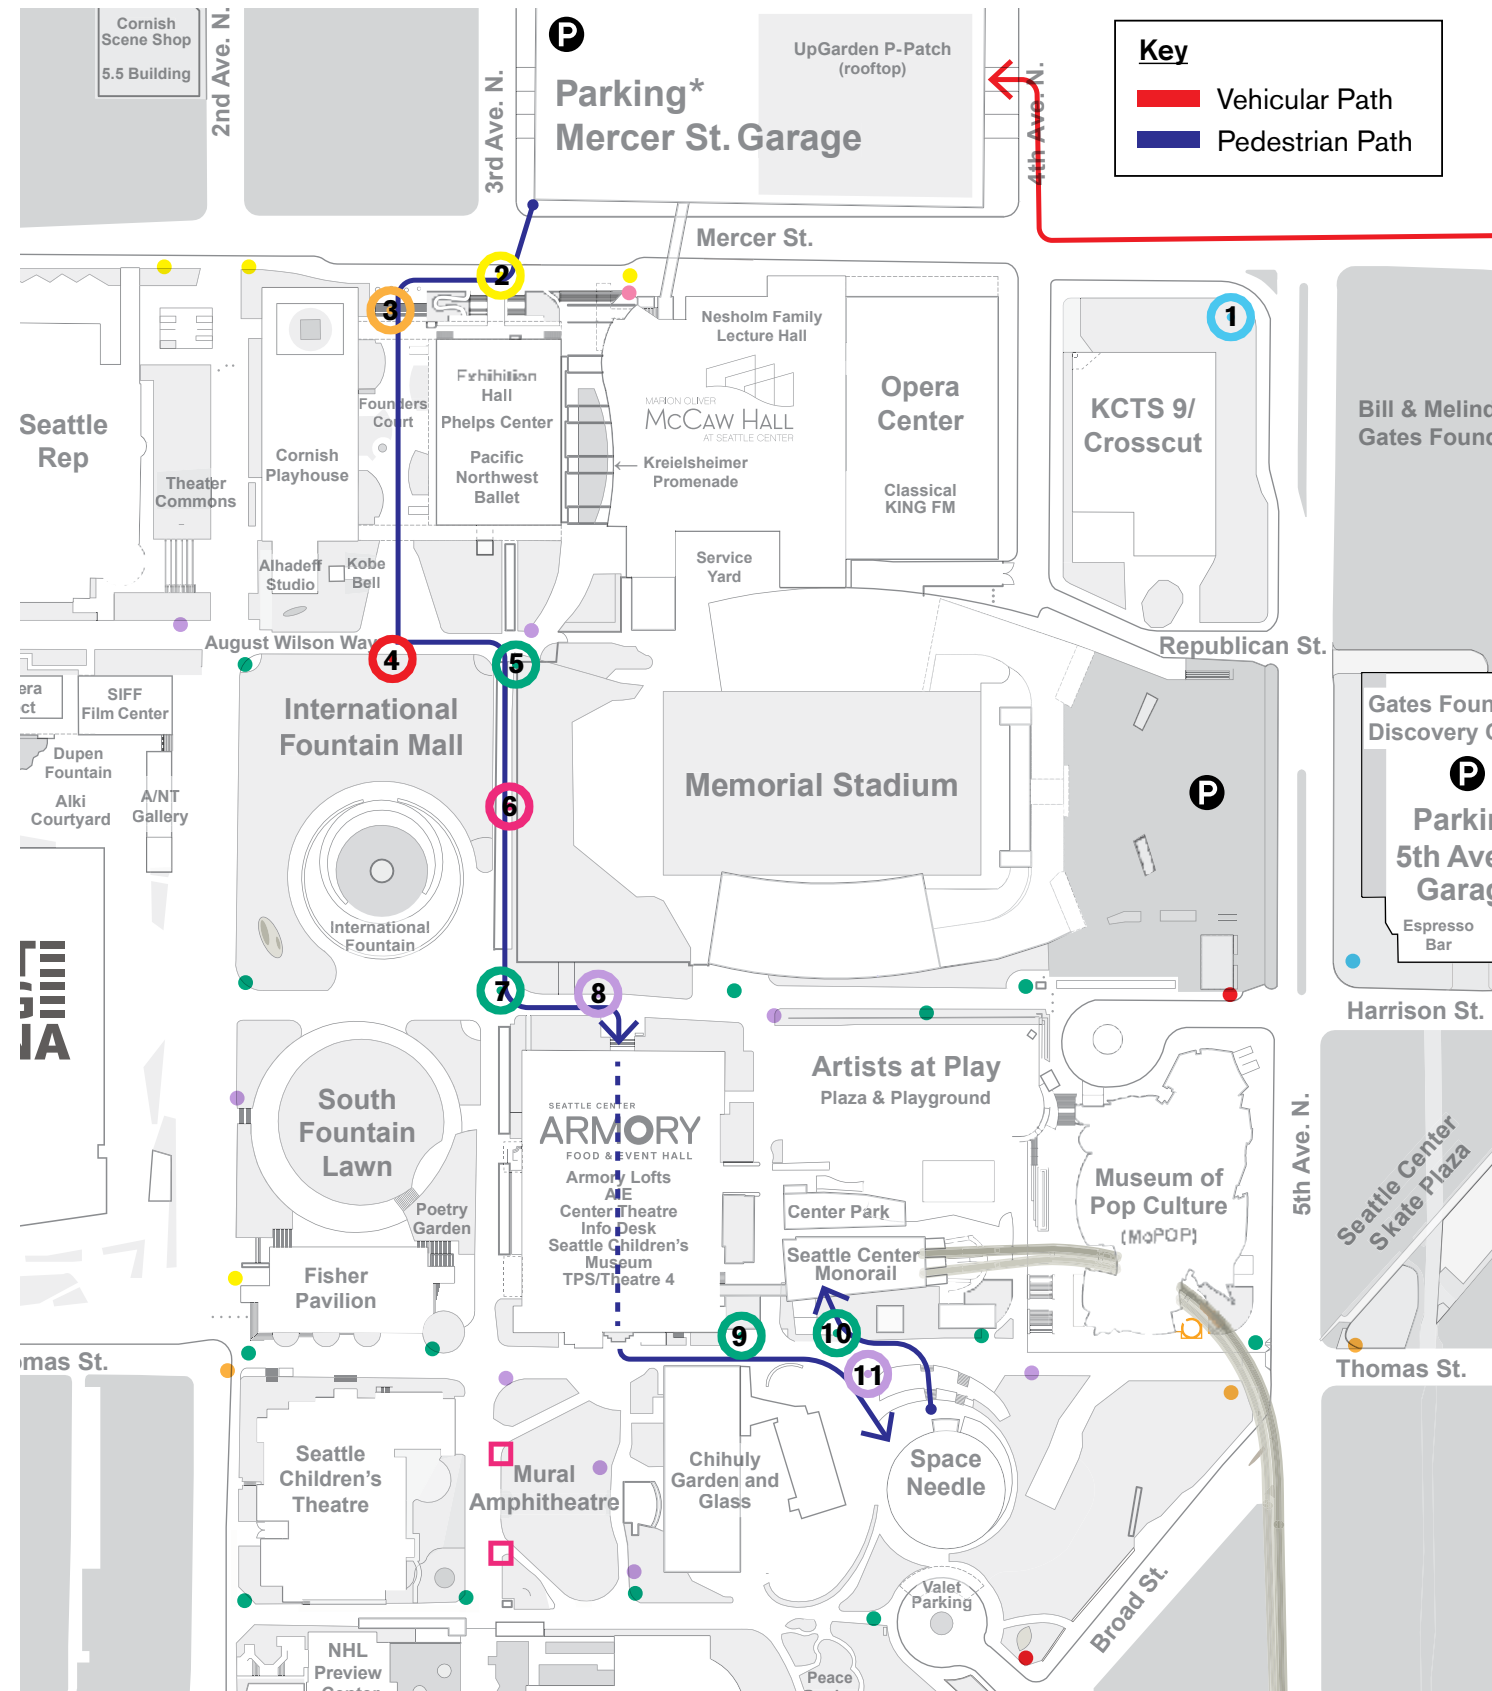 Cornish
Scene Shop
5.5 Building
2nd Ave. N.
3rd Ave. N.
P
Parking*
Mercer St. Garage
UpGarden P-Patch
(rooftop)
4th Ave. N.
Key
Vehicular Path
Pedestrian Path
Mercer St.
2
3
1
Nesholm Family
Lecture Hall
MARION OLIVER
McCAW HALL
AT SEATTLE CENTER
Opera
Center
Classical
KING FM
KCTS 9/
Crosscut
Bill & Melind
Gates Found
Seattle
Rep
Theater
Commons
Cornish
Playhouse
Founders
Court
Exhibition
Hall
Phelps Center
Pacific
Northwest
Ballet
Kreielsheimer
Promenade
Alhadeff
Studio
Kobe
Bell
Service
Yard
August Wilson Way
4
5
Republican St.
era
ct
SIFF
Film Center
Dupen
Fountain
Alki
Courtyard
A/NT
Gallery
International
Fountain Mall
6
International
Fountain
Memorial Stadium
P
Gates Foun
Discovery C
P
Parkin
5th Ave
Garag
Espresso
Bar
Harrison St.
7
8
NA
South
Fountain
Lawn
Poetry
Garden
Fisher
Pavilion
SEATTLE CENTER
ARMORY
FOOD & EVENT HALL
Armory Lofts
A/E
Center Theatre
Info Desk
Seattle Children's
Museum
TPS/Theatre 4
Artists at Play
Plaza & Playground
Center Park
Seattle Center
Monorail
Museum of
Pop Culture
(MoPOP)
5th Ave. N.
Seattle Center
Skate Plaza
9
10
11
omas St.
Thomas St.
Seattle
Children's
Theatre
Mural
Amphitheatre
Chihuly
Garden and
Glass
Space
Needle
Valet
Parking
Broad St.
NHL
Preview
Peace